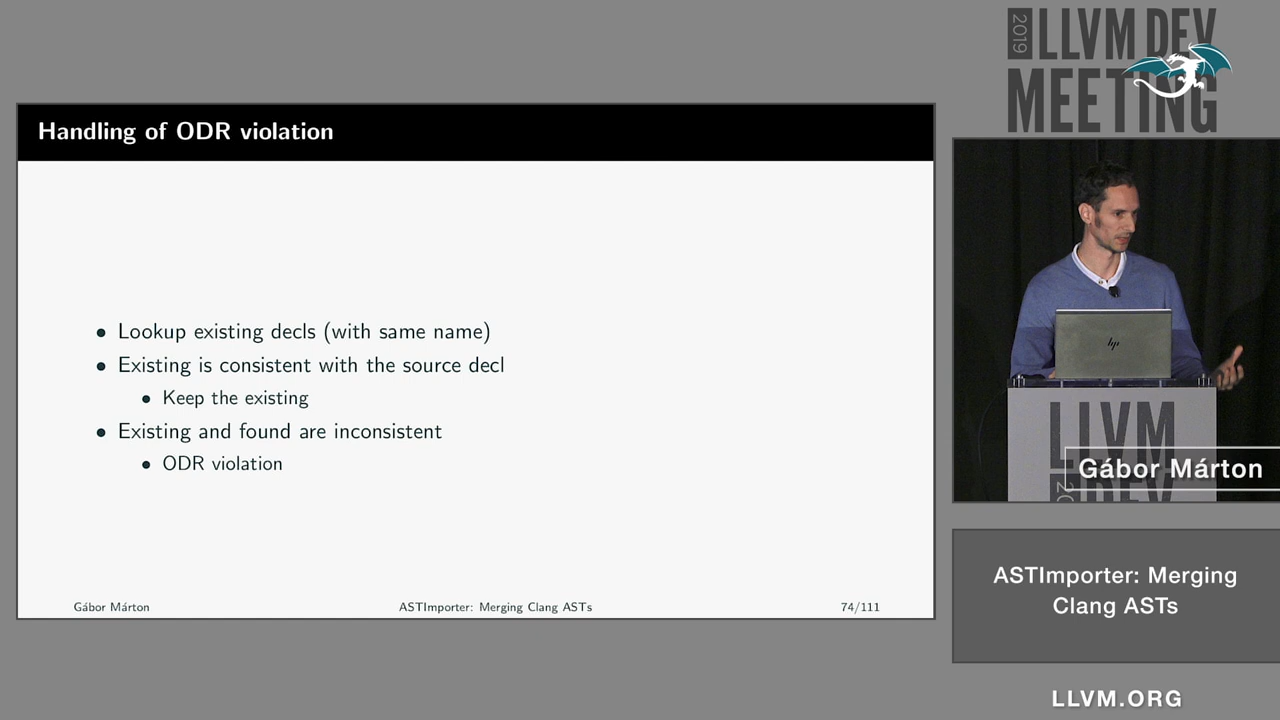 2019
LLVM DEV
MEETING
Handling of ODR violation
• Lookup existing decls (with same name)
• Existing is consistent with the source decl
• Keep the existing
• Existing and found are inconsistent
• ODR violation
Gábor Márton
ASTImporter: Merging Clang ASTs
74/111
hp
LLVM
Gábor Márton
ASTImporter: Merging
Clang ASTs
LLVM.ORG